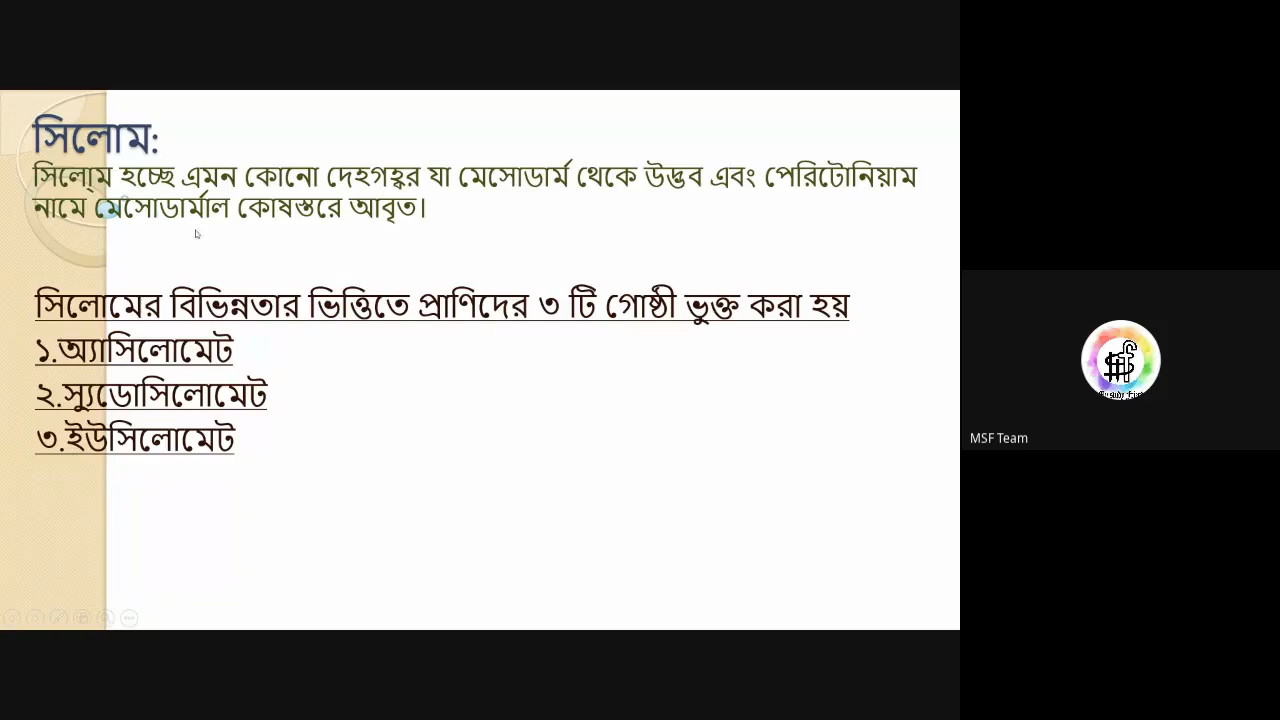 সিলোম:
সিলোম হচ্ছে এমন কোনো দেহগহ্বর যা মেসোডার্ম থেকে উদ্ভব এবং পেরিটোনিয়াম
নামে মেসোডার্মাল কোষস্তরে আবৃত।
সিলোমের বিভিন্নতার ভিত্তিতে প্রাণিদের ৩ টি গোষ্ঠী ভুক্ত করা হয়
১.অ্যাসিলোমেট
২.স্যুডোসিলোমেট
৩.ইউসিলোমেট
MSF Team